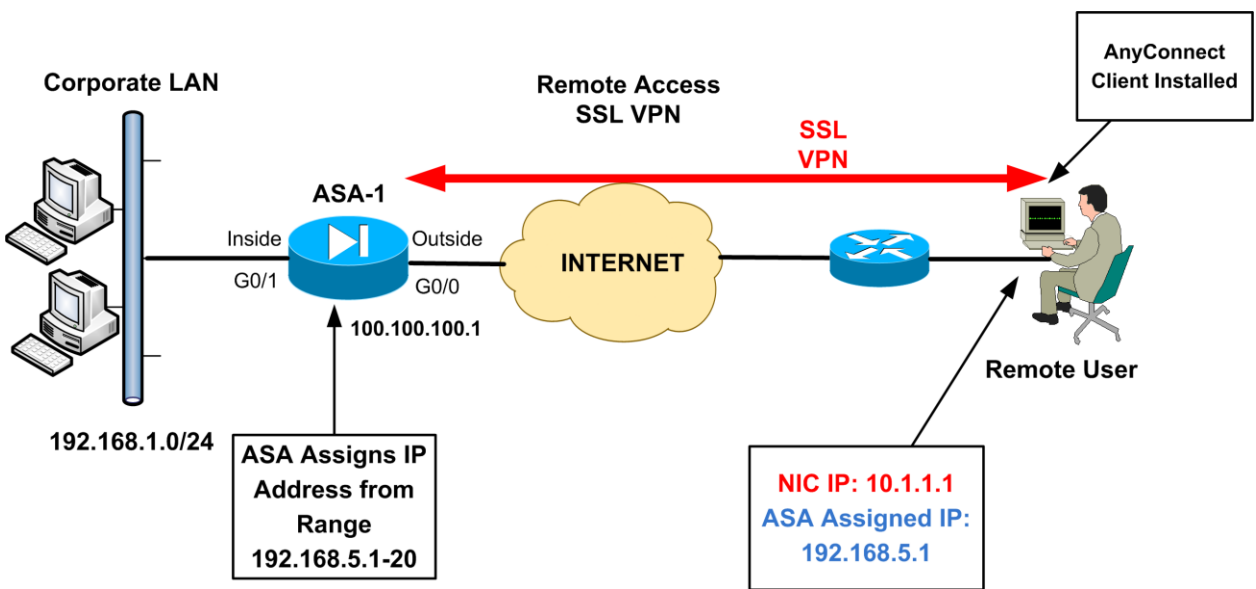 AnyConnect
Client Installed
Corporate LAN
Remote Access
SSL VPN
SSL
VPN
ASA-1
Inside
Outside
INTERNET
G0/1
G0/0
100.100.100.1
Remote User
192.168.1.0/24
ASA Assigns IP
Address from
Range
192.168.5.1-20
NIC IP: 10.1.1.1
ASA Assigned IP:
192.168.5.1